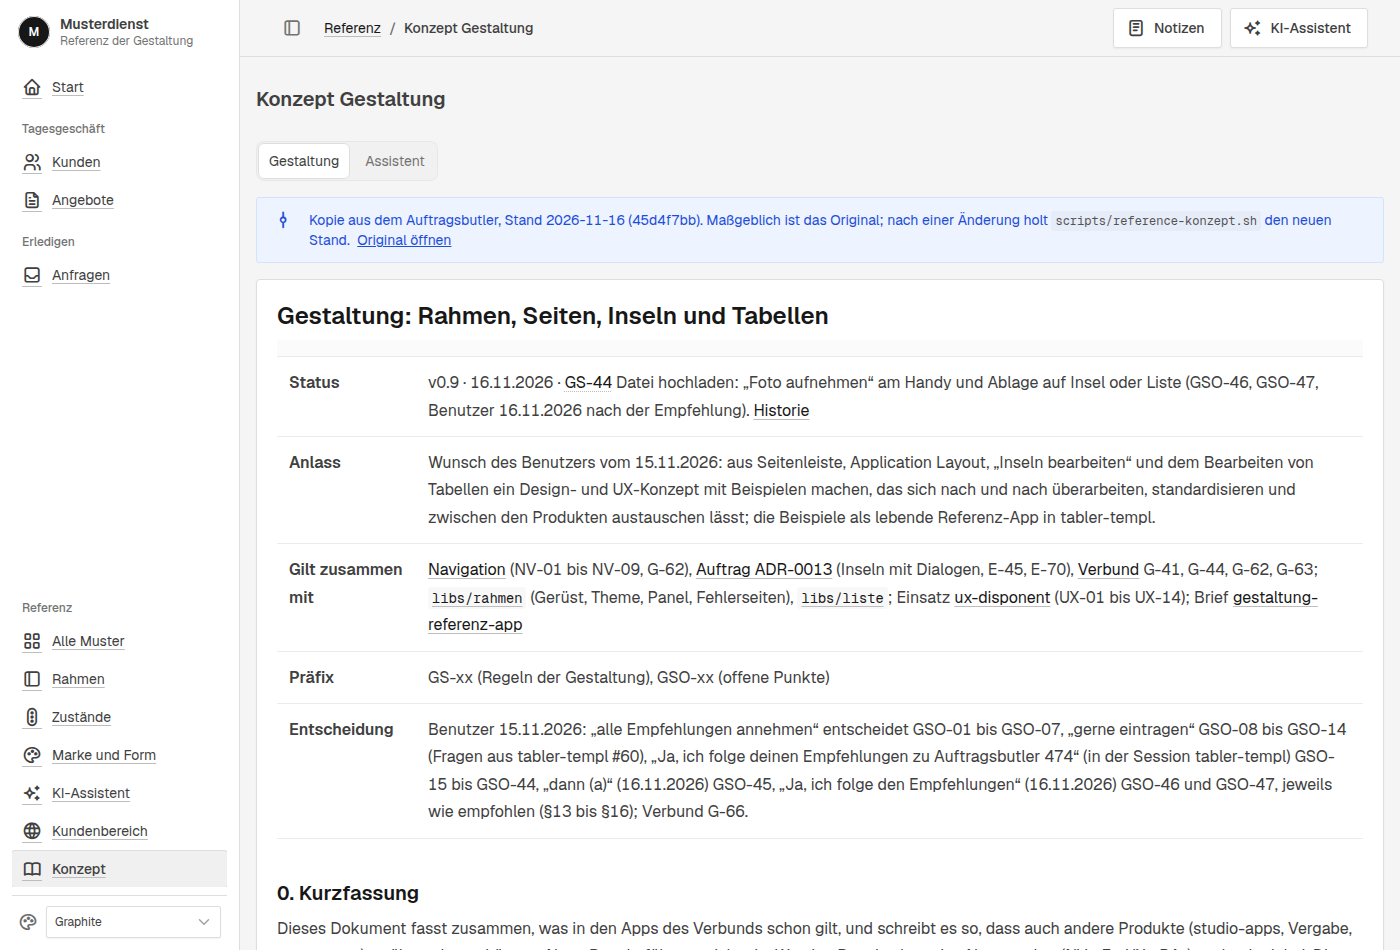 M
Musterdienst
Referenz der Gestaltung
Start
Tagesgeschäft
Kunden
Angebote
Erledigen
Anfragen
Referenz
Alle Muster
Rahmen
Zustände
Marke und Form
KI-Assistent
Kundenbereich
Konzept
Graphite
Referenz / Konzept Gestaltung
Notizen
KI-Assistent
Konzept Gestaltung
Gestaltung
Assistent
Kopie aus dem Auftragsbutler, Stand 2026-11-16 (45d4f7bb). Maßgeblich ist das Original; nach einer Änderung holt scripts/reference-konzept.sh den neuen
Stand. Original öffnen
Gestaltung: Rahmen, Seiten, Inseln und Tabellen
Status
v0.9 · 16.11.2026 · GS-44 Datei hochladen: „Foto aufnehmen“ am Handy und Ablage auf Insel oder Liste (GSO-46, GSO-47,
Benutzer 16.11.2026 nach der Empfehlung). Historie
Anlass
Wunsch des Benutzers vom 15.11.2026: aus Seitenleiste, Application Layout, „Inseln bearbeiten“ und dem Bearbeiten von
Tabellen ein Design- und UX-Konzept mit Beispielen machen, das sich nach und nach überarbeiten, standardisieren und
zwischen den Produkten austauschen lässt; die Beispiele als lebende Referenz-App in tabler-templ.
Gilt zusammen
mit
Navigation (NV-01 bis NV-09, G-62), Auftrag ADR-0013 (Inseln mit Dialogen, E-45, E-70), Verbund G-41, G-44, G-62, G-63;
libs/rahmen (Gerüst, Theme, Panel, Fehlerseiten), libs/liste ; Einsatz ux-disponent (UX-01 bis UX-14); Brief gestaltung-
referenz-app
Präfix
GS-xx (Regeln der Gestaltung), GSO-xx (offene Punkte)
Entscheidung
Benutzer 15.11.2026: „alle Empfehlungen annehmen“ entscheidet GSO-01 bis GSO-07, „gerne eintragen“ GSO-08 bis GSO-14
(Fragen aus tabler-templ #60), „Ja, ich folge deinen Empfehlungen zu Auftragsbutler 474“ (in der Session tabler-templ) GSO-
15 bis GSO-44, „dann (a)“ (16.11.2026) GSO-45, „Ja, ich folge den Empfehlungen“ (16.11.2026) GSO-46 und GSO-47, jeweils
wie empfohlen (§13 bis §16); Verbund G-66.
0. Kurzfassung
Dieses Dokument fasst zusammen, was in den Apps des Verbunds schon gilt, und schreibt es so, dass auch andere Produkte (studio-apps, Vergabe,